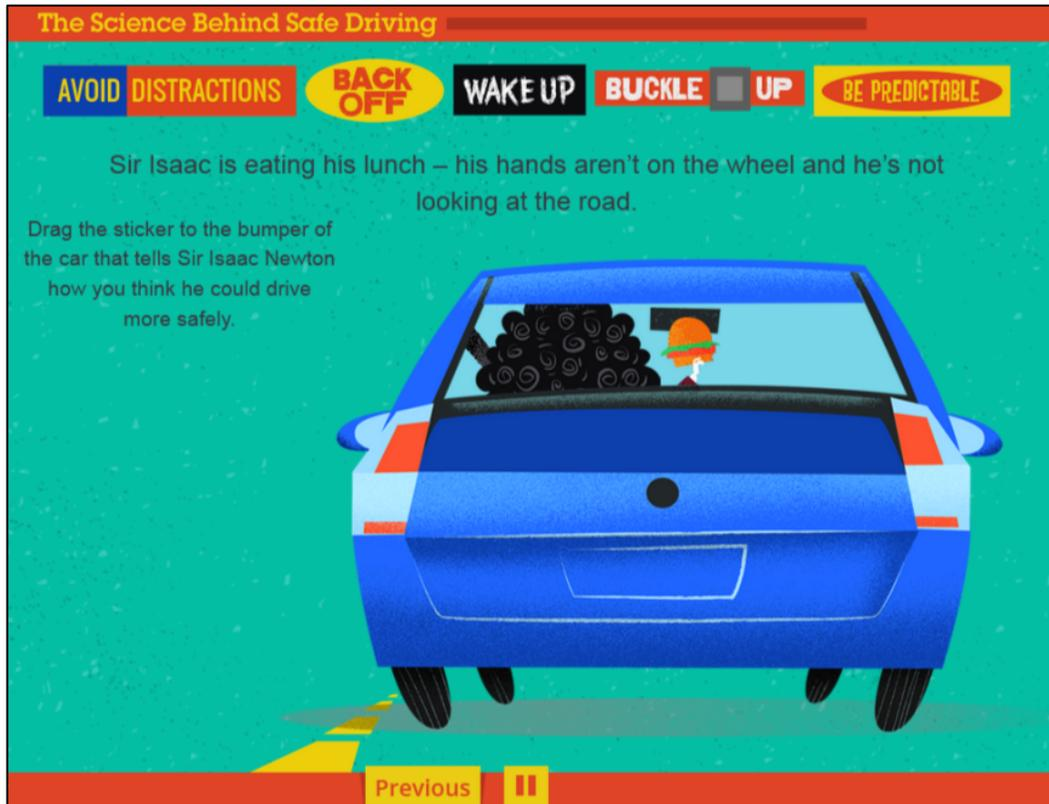 The Science Behind Safe Driving
AVOID DISTRACTIONS
BACK
OFF
WAKE UP
BUCKLE UP
BE PREDICTABLE
Sir Isaac is eating his lunch – his hands aren't on the wheel and he's not
looking at the road.
Drag the sticker to the bumper of
the car that tells Sir Isaac Newton
how you think he could drive
more safely.
Previous